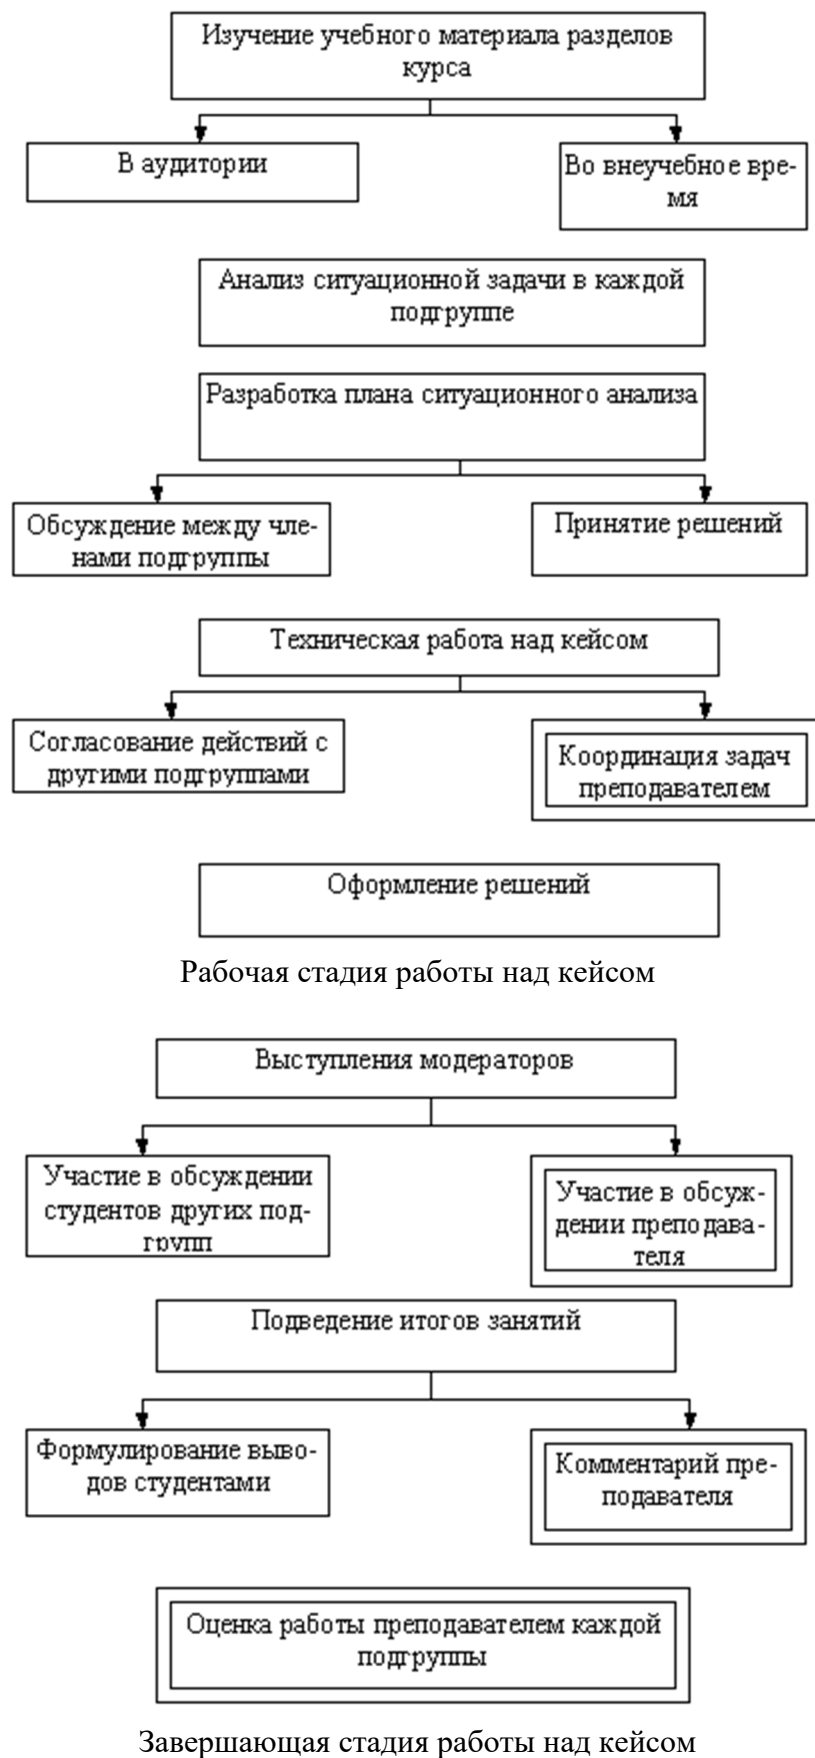 Изучение учебного материала разделов
курса
В аудитории
Во внеучебное вре-
мя
Анализ ситуационной задачи в каждой
подгруппе
Разработка плана ситуационного анализа
Обсуждение между чле-
нами подгруппы
Принятие решений
Техническая работа над кейсом
Согласование действий с
другими подгруппами
Координация задач
преподавателем
Оформление решений
Рабочая стадия работы над кейсом
Выступления модераторов
Участие в обсуждении
студентов других под-
групп
Участие в обсуж-
дении преподава-
теля
Подведение итогов занятий
Формулирование выво-
дов студентами
Комментарий пре-
подавателя
Оценка работы преподавателем каждой
подгруппы
Завершающая стадия работы над кейсом